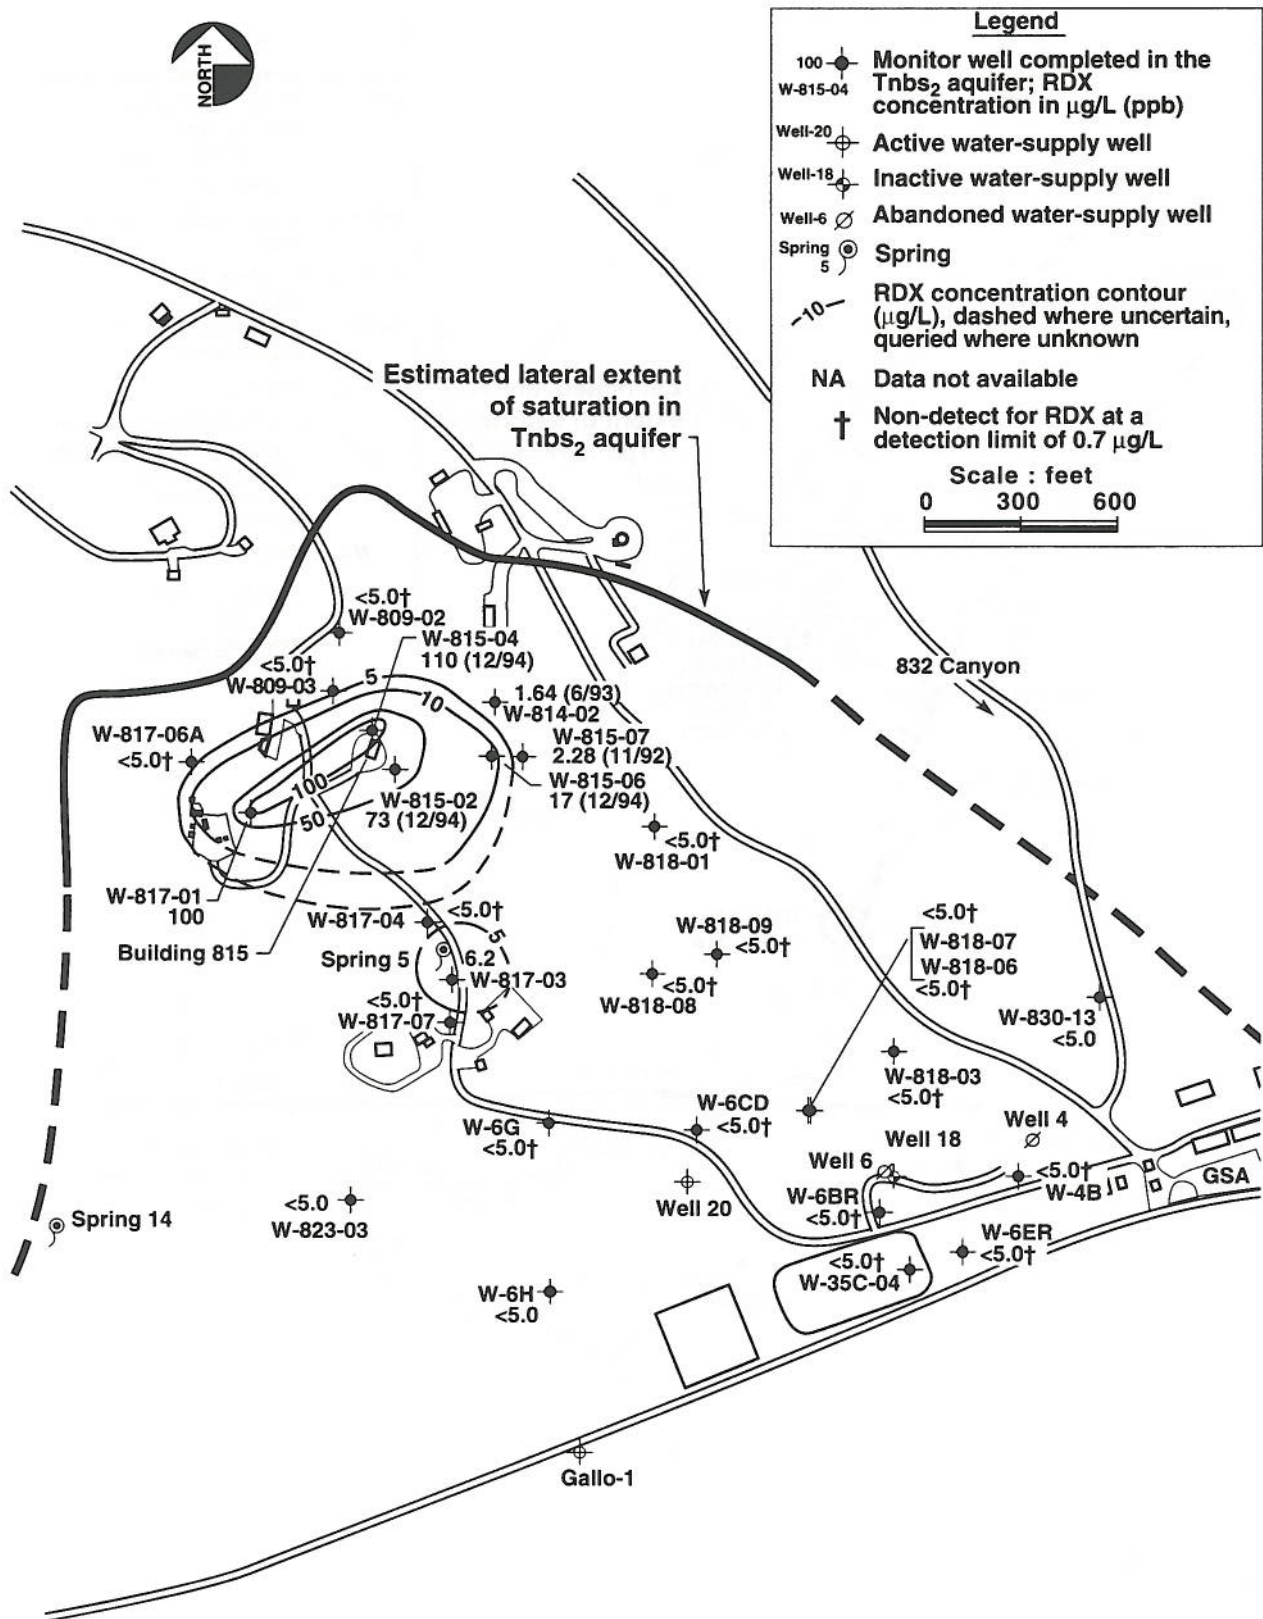 NORTH
Legend
100
W-815-04
Monitor well completed in the
Tnbs₂ aquifer; RDX
concentration in µg/L (ppb)
Well-20
Active water-supply well
Well-18
Inactive water-supply well
Well-6
Abandoned water-supply well
Spring
5
Spring
–10–
RDX concentration contour
(µg/L), dashed where uncertain,
queried where unknown
NA
Data not available
†
Non-detect for RDX at a
detection limit of 0.7 µg/L
Scale : feet
0 300 600
Estimated lateral extent
of saturation in
Tnbs₂ aquifer
<5.0†
W-809-02
W-815-04
110 (12/94)
832 Canyon
<5.0†
W-809-03
5
10
1.64 (6/93)
W-814-02
W-817-06A
<5.0†
W-815-07
2.28 (11/92)
100
50
W-815-02
73 (12/94)
W-815-06
17 (12/94)
<5.0†
W-818-01
W-817-01
100
Building 815
W-817-04
<5.0†
5
Spring 5
6.2
W-817-03
<5.0†
W-817-07
W-818-09
<5.0†
<5.0†
W-818-08
<5.0†
W-818-07
W-818-06
<5.0†
W-830-13
<5.0
W-818-03
<5.0†
W-6G
<5.0†
W-6CD
<5.0†
Well 4
Well 18
Well 6
<5.0†
W-4B
GSA
<5.0
W-823-03
Spring 14
Well 20
W-6BR
<5.0†
W-6ER
<5.0†
<5.0†
W-35C-04
W-6H
<5.0
Gallo-1